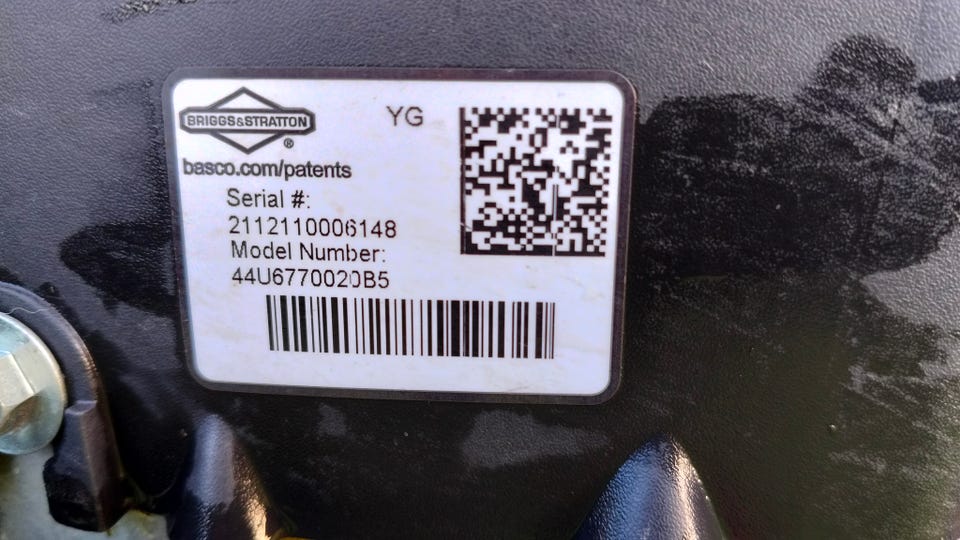 BRIGGS&STRATTON
®
YG
basco.com/patents
Serial #:
2112110006148
Model Number:
44U6770020B5